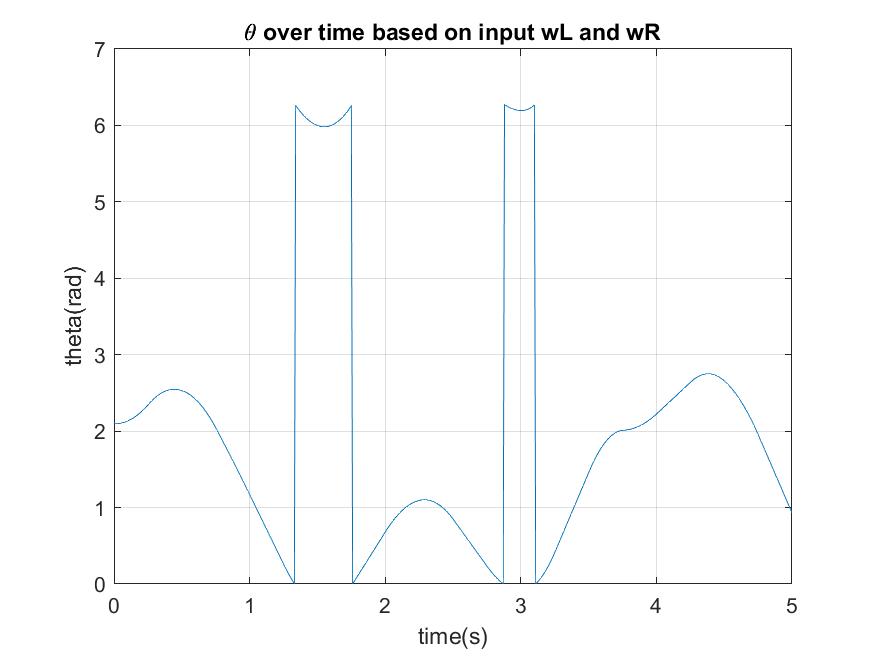 θ over time based on input wL and wR
theta(rad)
7
6
5
4
3
2
1
0
0 1 2 3 4 5
time(s)